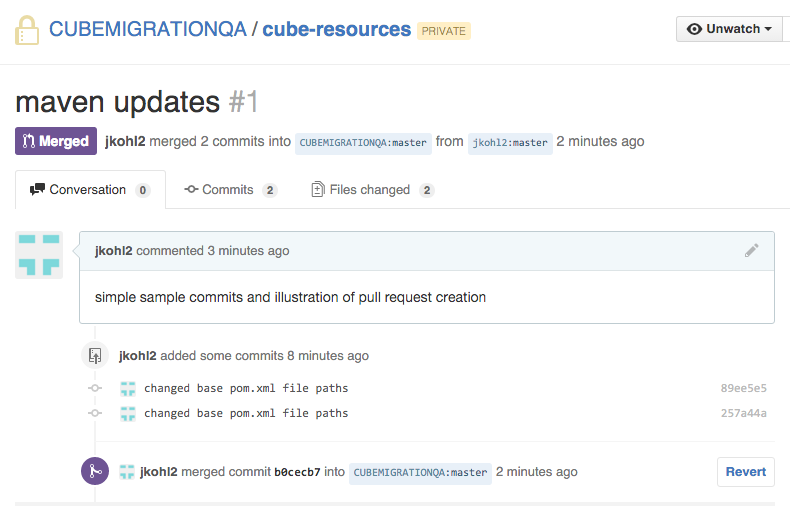 CUBEMIGRATIONQA / cube-resources PRIVATE Unwatch
maven updates #1
Merged jkohl2 merged 2 commits into CUBEMIGRATIONQA:master from jkohl2:master 2 minutes ago
Conversation 0 Commits 2 Files changed 2
jkohl2 commented 3 minutes ago
simple sample commits and illustration of pull request creation
jkohl2 added some commits 8 minutes ago
changed base pom.xml file paths 89ee5e5
changed base pom.xml file paths 257a44a
jkohl2 merged commit b0cecb7 into CUBEMIGRATIONQA:master 2 minutes ago Revert